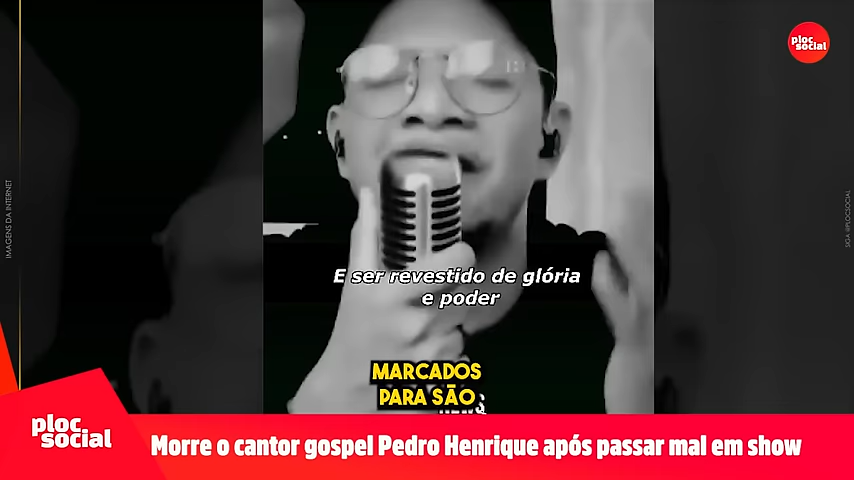 ploc
social
IMAGENS DA INTERNET
SIGA @PLOCSOCIAL
E ser revestido de glória
e poder
MARCADOS
PARA SÃO
NEWS
ploc
social
Morre o cantor gospel Pedro Henrique após passar mal em show